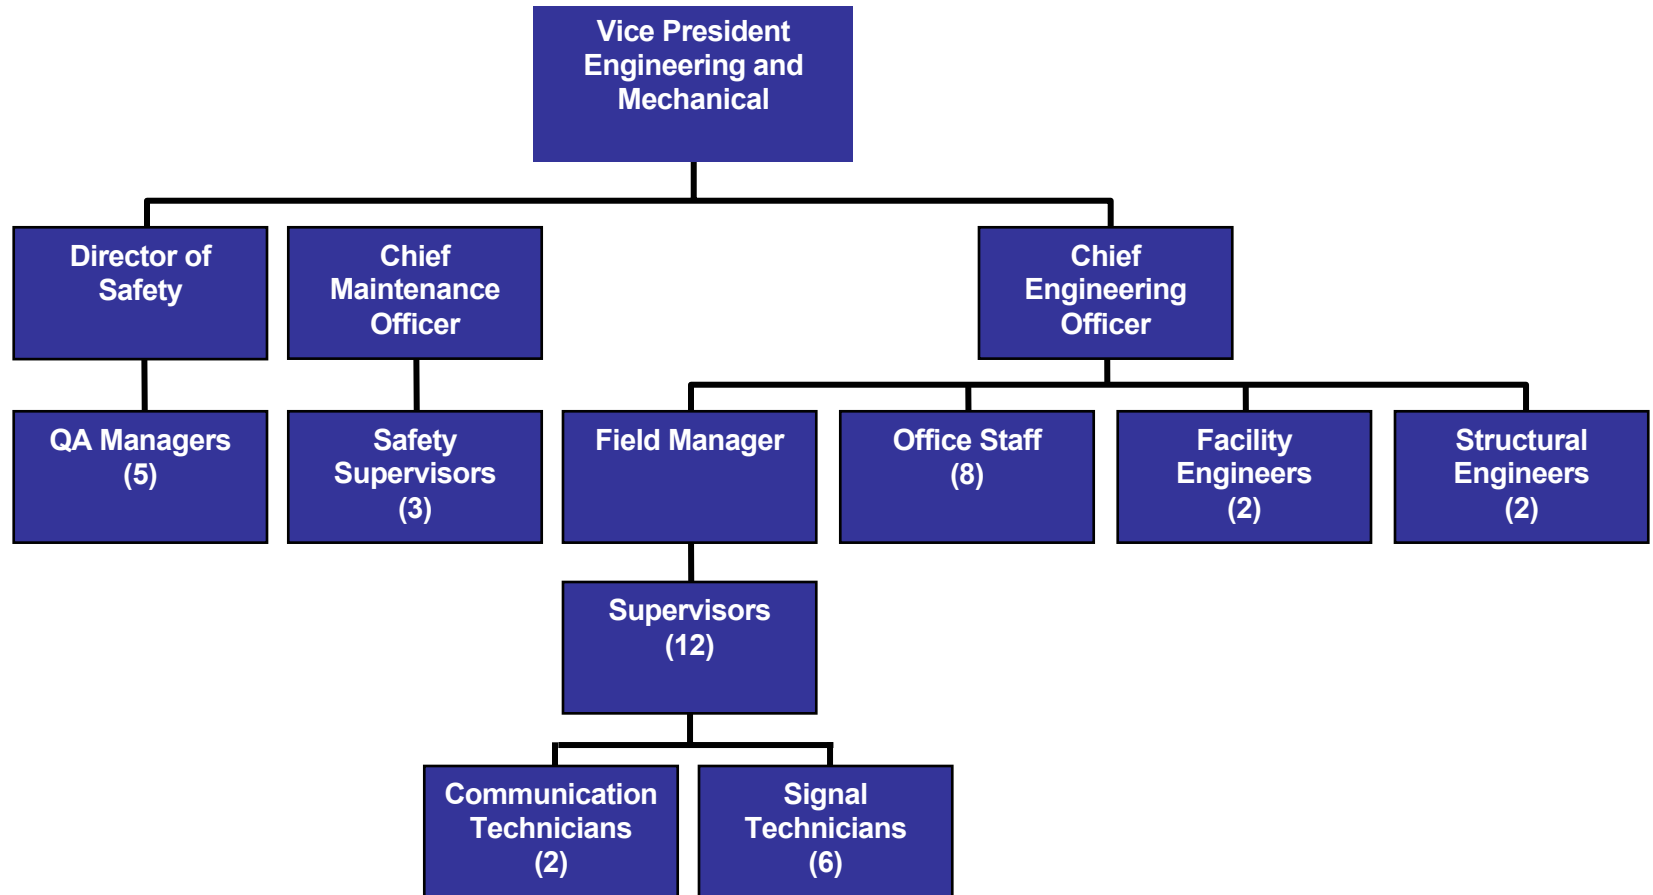 Vice President
Engineering and
Mechanical
Director of
Safety
Chief
Maintenance
Officer
Chief
Engineering
Officer
QA Managers
(5)
Safety
Supervisors
(3)
Field Manager
Office Staff
(8)
Facility
Engineers
(2)
Structural
Engineers
(2)
Supervisors
(12)
Communication
Technicians
(2)
Signal
Technicians
(6)